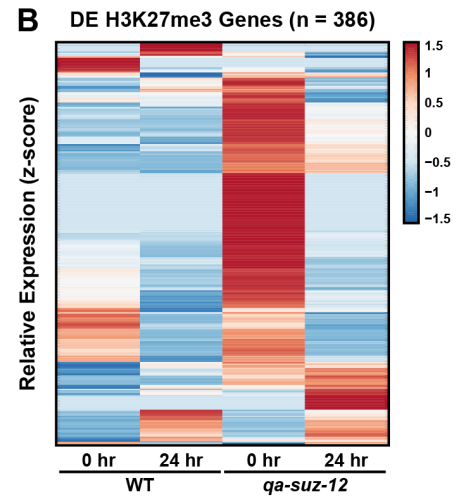 B
DE H3K27me3 Genes (n = 386)
Relative Expression (z-score)
1.5
1
0.5
0
−0.5
−1
−1.5
0 hr 24 hr 0 hr 24 hr
WT qa-suz-12